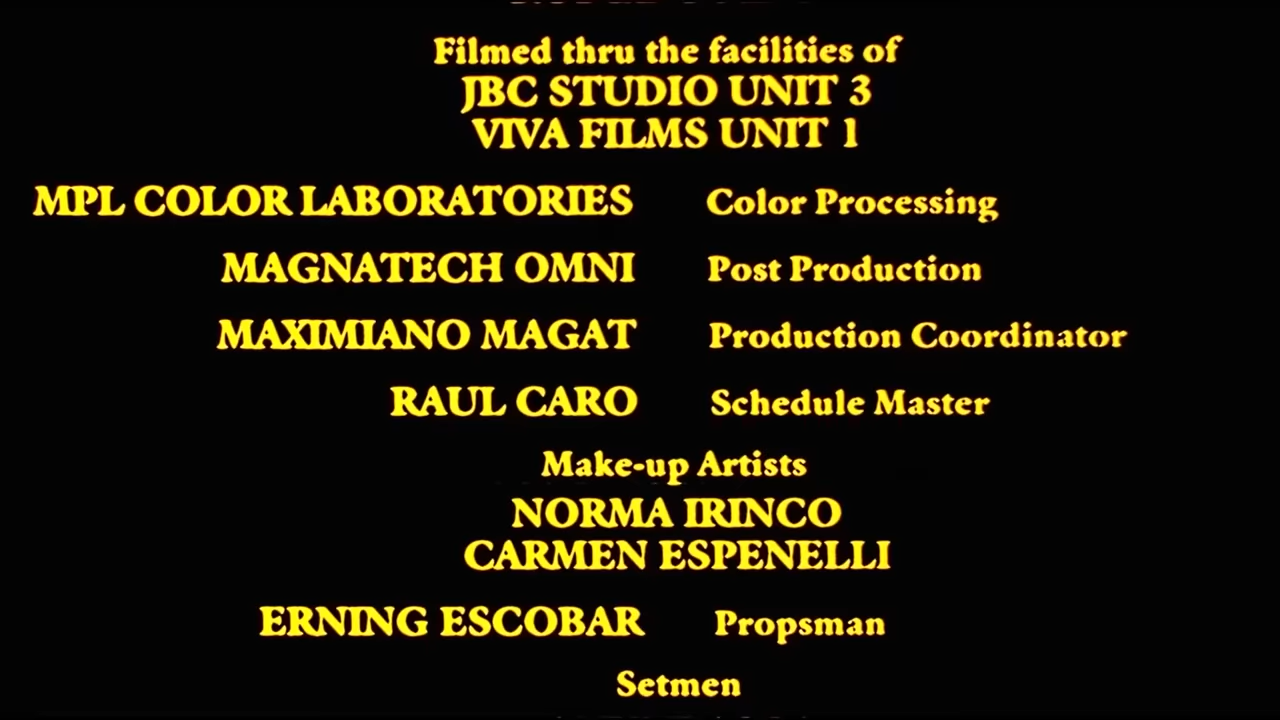 Filmed thru the facilities of
JBC STUDIO UNIT 3
VIVA FILMS UNIT 1
MPL COLOR LABORATORIES Color Processing
MAGNATECH OMNI Post Production
MAXIMIANO MAGAT Production Coordinator
RAUL CARO Schedule Master
Make-up Artists
NORMA IRINCO
CARMEN ESPENELLI
ERNING ESCOBAR Propsman
Setmen